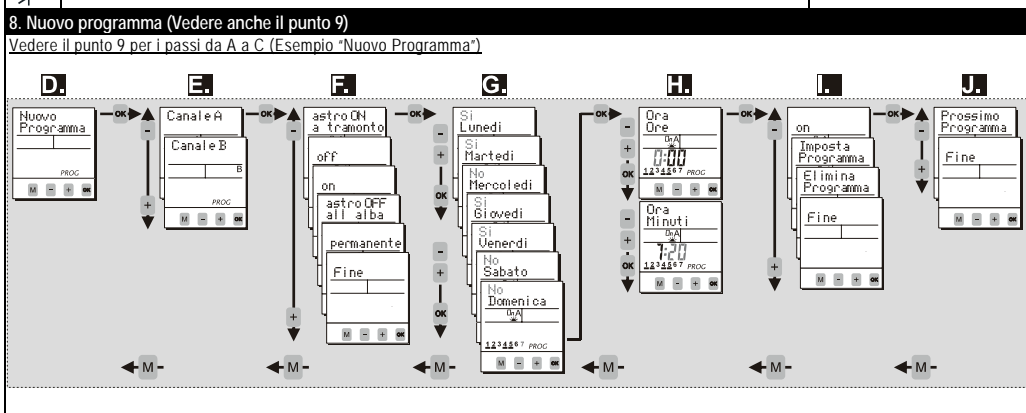 8. Nuovo programma (Vedere anche il punto 9)
Vedere il punto 9 per i passi da A a C (Esempio “Nuovo Programma”)
D.
E.
F.
G.
H.
I.
J.
Nuovo
Programma
PROG
M - + OK
OK
-
+
Canale A
Canale B
B
PROG
M - + OK
OK
-
+
astro ON
a tramonto
off
on
astro OFF
all alba
permanente
Fine
M - + OK
OK
-
+
OK
-
+
OK
Si
Lunedi
Si
Martedi
No
Mercoledi
Si
Giovedi
Si
Venerdi
No
Sabato
No
Domenica
OnA
1234567 PROG
M - + OK
OK
-
+
OK
-
+
OK
Ora
Ore
OnA
0:00
1234567 PROG
M - + OK
Ora
Minuti
OnA
7:20
1234567 PROG
M - + OK
OK
-
+
on
Imposta
Programma
Elimina
Programma
Fine
M - + OK
OK
-
+
Prossimo
Programma
Fine
M - + OK
M
M
M
M
M
M